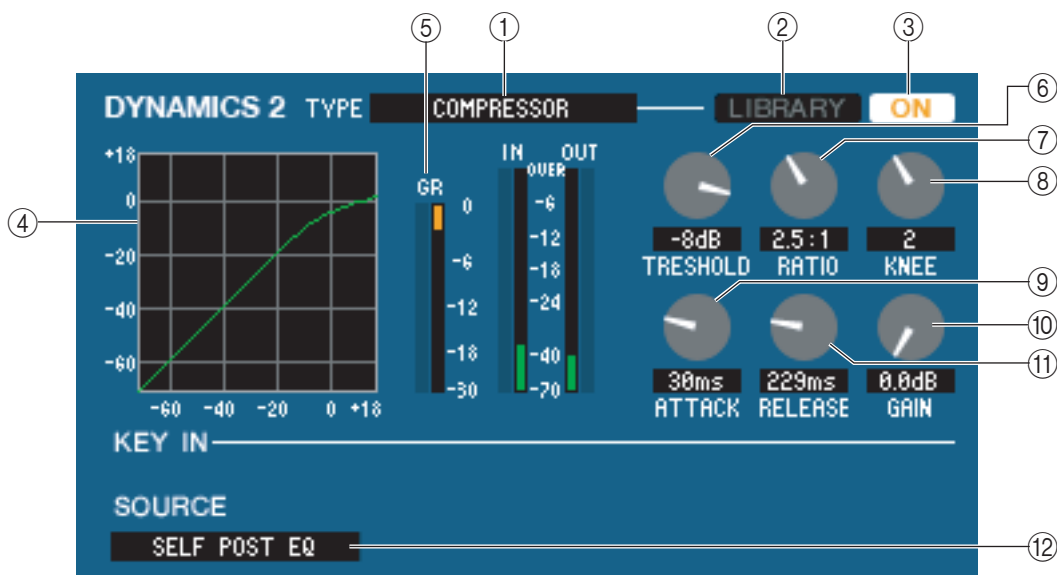 ⑤ ① ② ③
DYNAMICS 2 TYPE COMPRESSOR LIBRARY ON
⑥
⑦
⑧
④
+18
0
-20
-40
-60
-60 -40 -20 0 +18
GR
0
-6
-12
-18
-30
IN OUT
OVER
-6
-12
-18
-24
-40
-70
-8dB 2.5:1 2
TRESHOLD RATIO KNEE
⑨
⑩
⑪
30ms 229ms 0.0dB
ATTACK RELEASE GAIN
KEY IN
SOURCE
SELF POST EQ
⑫